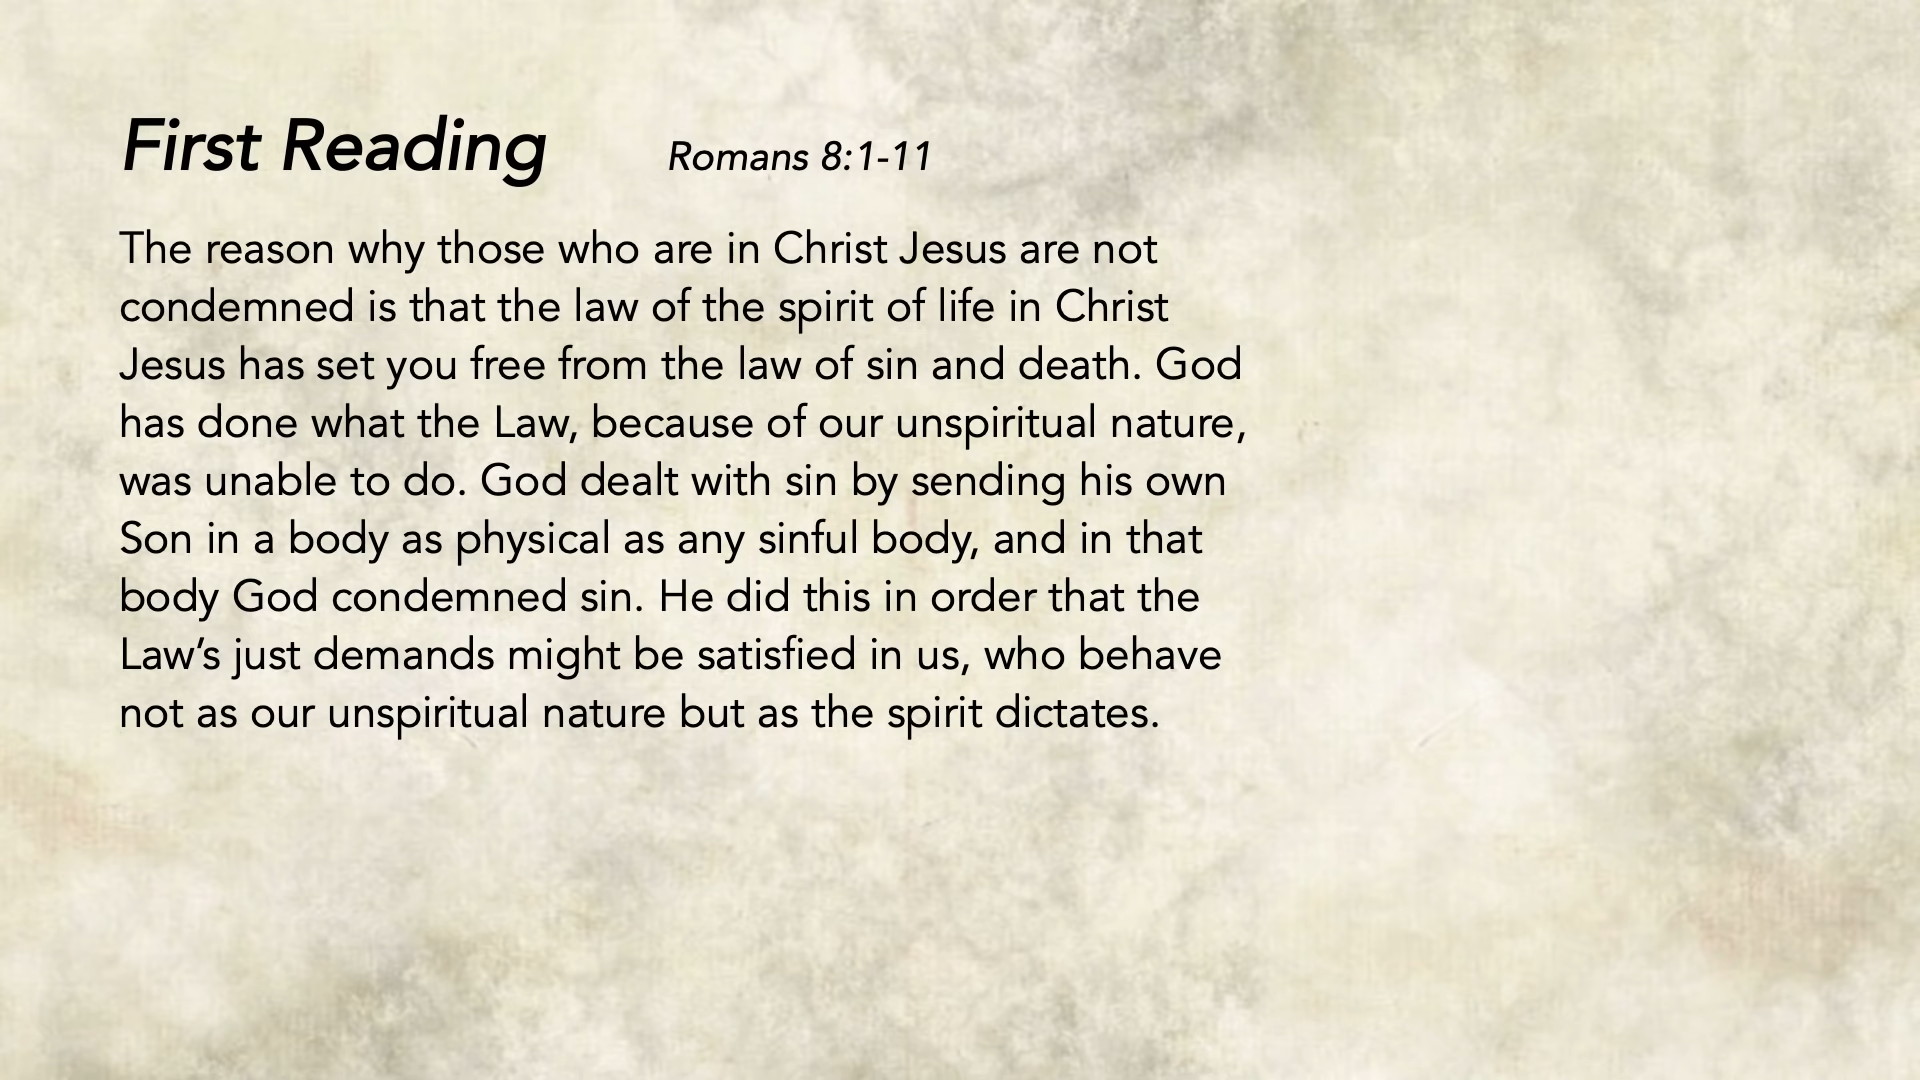 First Reading Romans 8:1-11
The reason why those who are in Christ Jesus are not
condemned is that the law of the spirit of life in Christ
Jesus has set you free from the law of sin and death. God
has done what the Law, because of our unspiritual nature,
was unable to do. God dealt with sin by sending his own
Son in a body as physical as any sinful body, and in that
body God condemned sin. He did this in order that the
Law’s just demands might be satisfied in us, who behave
not as our unspiritual nature but as the spirit dictates.